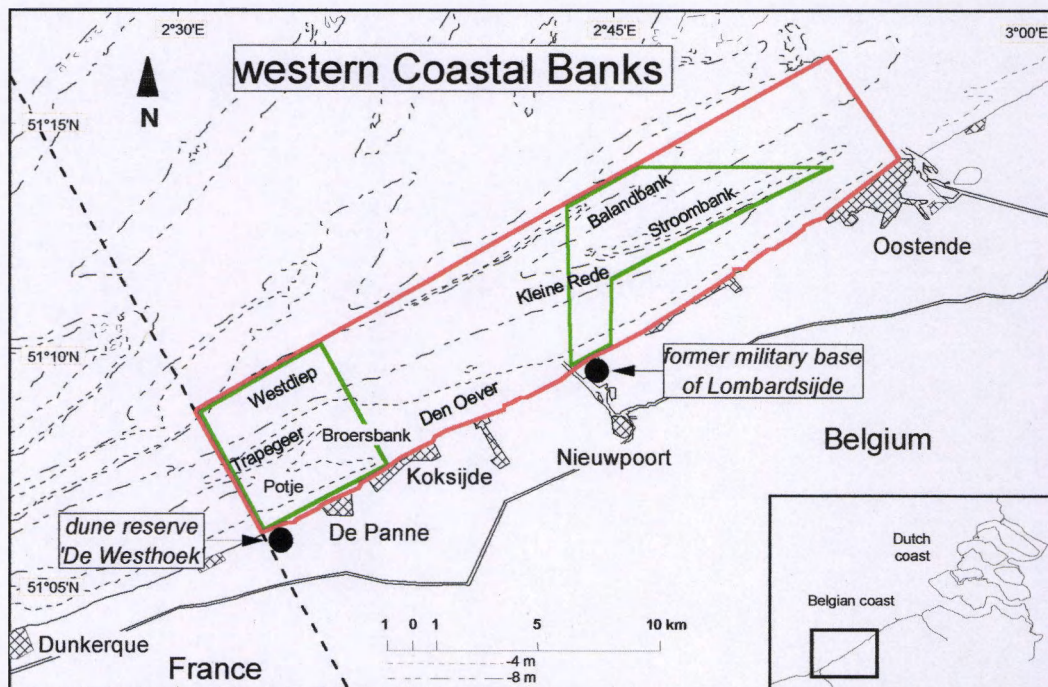 2°30'E
2°45'E
3°00'E
western Coastal Banks
N
51°15'N
Balandbank
Stroombank
Oostende
Kleine Rede
51°10'N
former military base
of Lombardsijde
Westdiep
Den Oever
Trapegeer
Broersbank
Belgium
Nieuwpoort
Koksijde
Potje
dune reserve
'De Westhoek'
De Panne
Dutch
coast
51°05'N
Belgian coast
1 0 1 5 10 km
Dunkerque
France
-4 m
-8 m